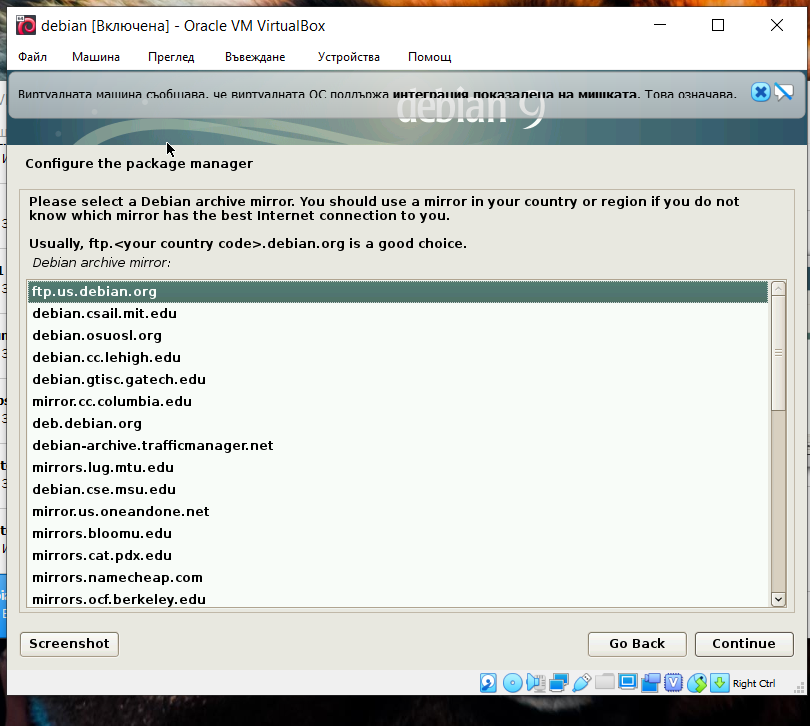 debian [Включена] - Oracle VM VirtualBox
Файл Машина Преглед Въвеждане Устройства Помощ
Виртуалната машина съобщава, че виртуалната ОС поддържа интеграция показалеца на мишката. Това означава,
debian 9
Configure the package manager
Please select a Debian archive mirror. You should use a mirror in your country or region if you do not
know which mirror has the best Internet connection to you.
Usually, ftp.<your country code>.debian.org is a good choice.
Debian archive mirror:
ftp.us.debian.org
debian.csail.mit.edu
debian.osuosl.org
debian.cc.lehigh.edu
debian.gtisc.gatech.edu
mirror.cc.columbia.edu
deb.debian.org
debian-archive.trafficmanager.net
mirrors.lug.mtu.edu
debian.cse.msu.edu
mirror.us.oneandone.net
mirrors.bloomu.edu
mirrors.cat.pdx.edu
mirrors.namecheap.com
mirrors.ocf.berkeley.edu
Screenshot Go Back Continue
Right Ctrl